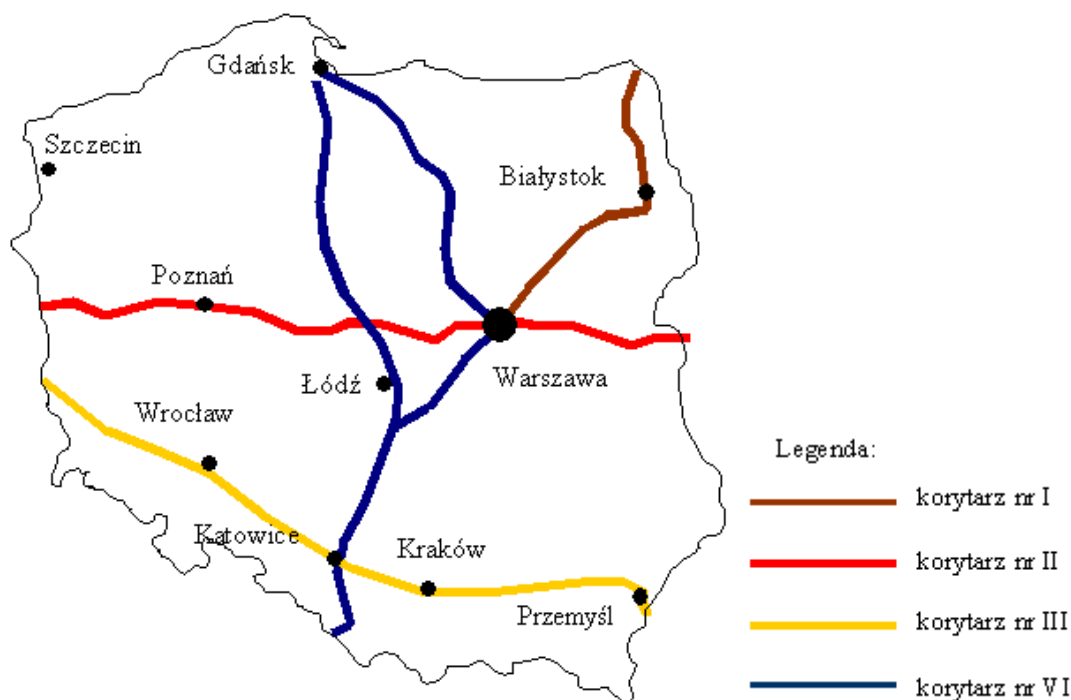 Gdańsk
Szczecin
Białystok
Poznań
Warszawa
Łódź
Wrocław
Katowice
Kraków
Przemyśl
Legenda:
korytarz nr I
korytarz nr II
korytarz nr III
korytarz nr VI